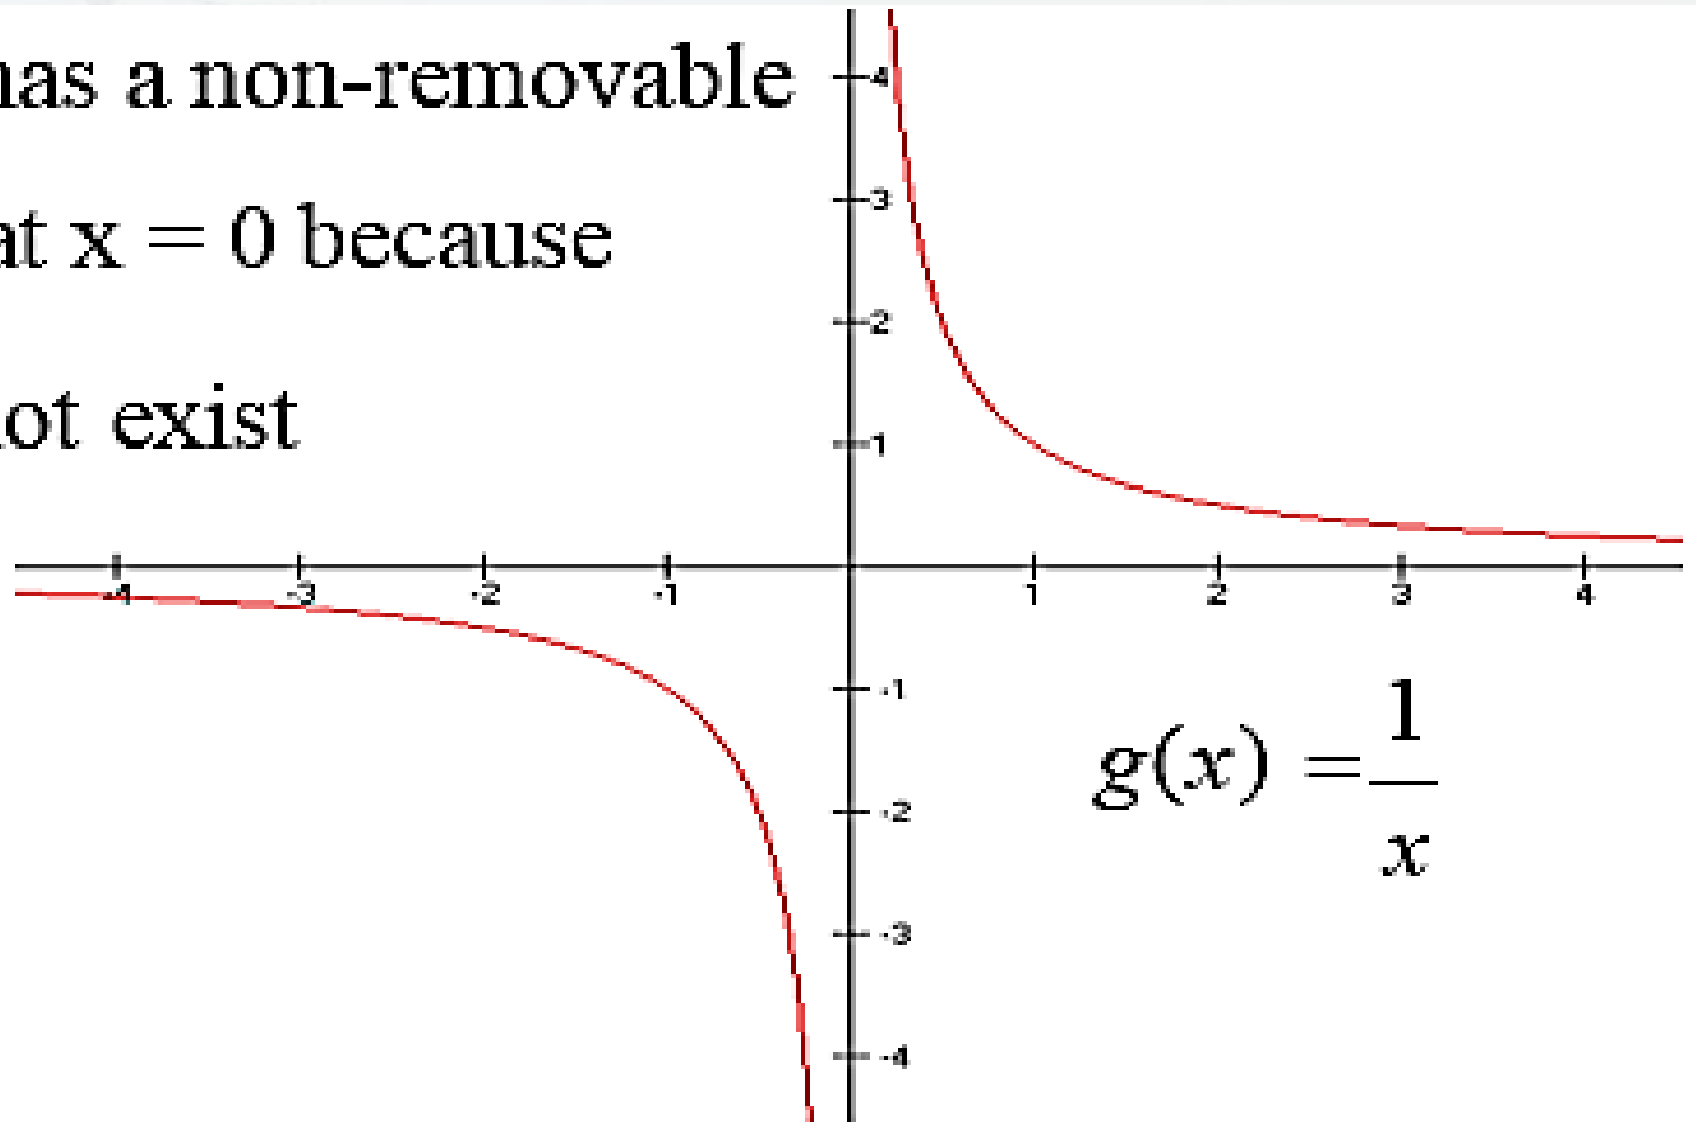 has a non-removable
at x = 0 because
not exist
4
3
2
1
-4 -3 -2 -1 1 2 3 4
-1
-2
-3
-4
g(x) = 1/x